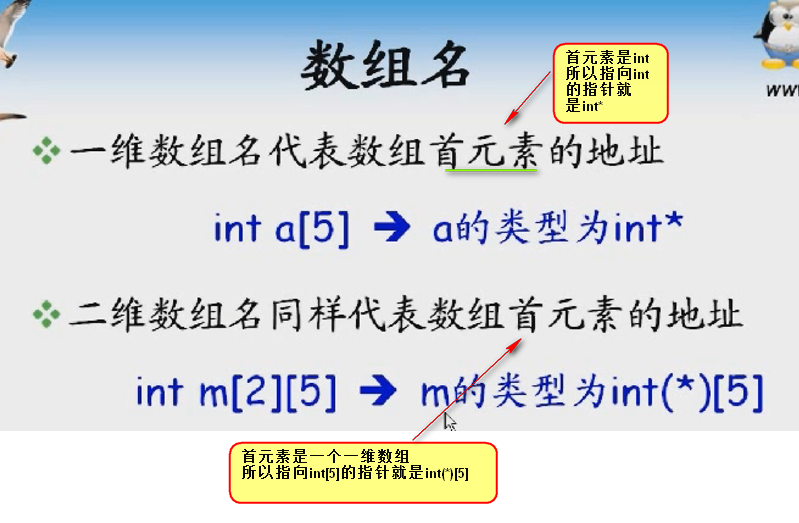 数组名
首元素是int
所以指向int
的指针就
是int*
www
一维数组名代表数组首元素的地址
int a[5] ➔ a的类型为int*
二维数组名同样代表数组首元素的地址
int m[2][5] ➔ m的类型为int(*)[5]
首元素是一个一维数组
所以指向int[5]的指针就是int(*)[5]